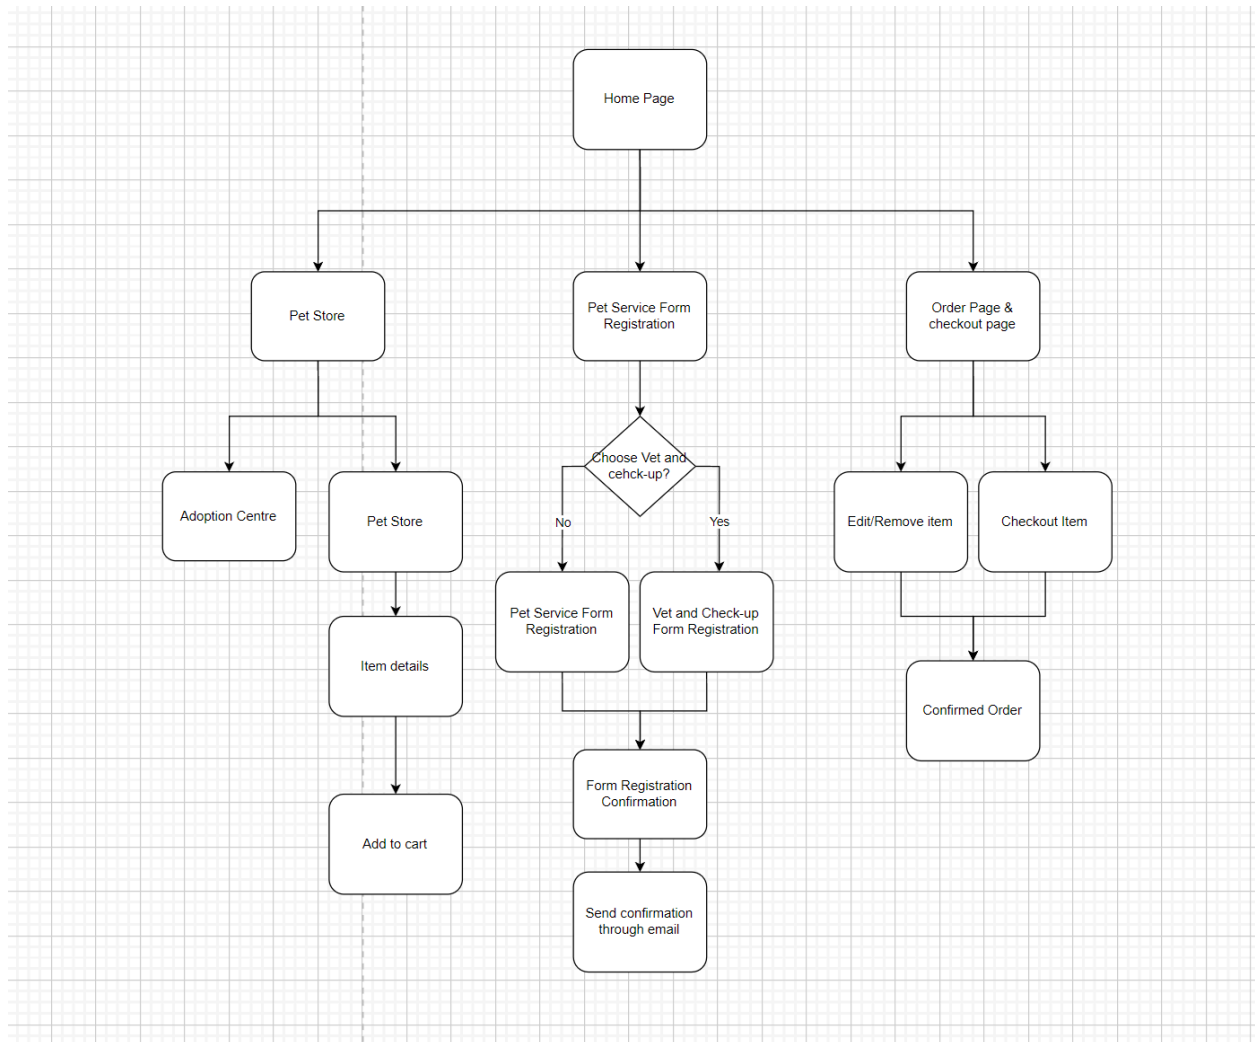 Home Page
Pet Store
Pet Service Form
Registration
Order Page &
checkout page
Choose Vet and
cehck-up?
No
Yes
Adoption Centre
Pet Store
Edit/Remove item
Checkout Item
Pet Service Form
Registration
Vet and Check-up
Form Registration
Item details
Confirmed Order
Form Registration
Confirmation
Add to cart
Send confirmation
through email